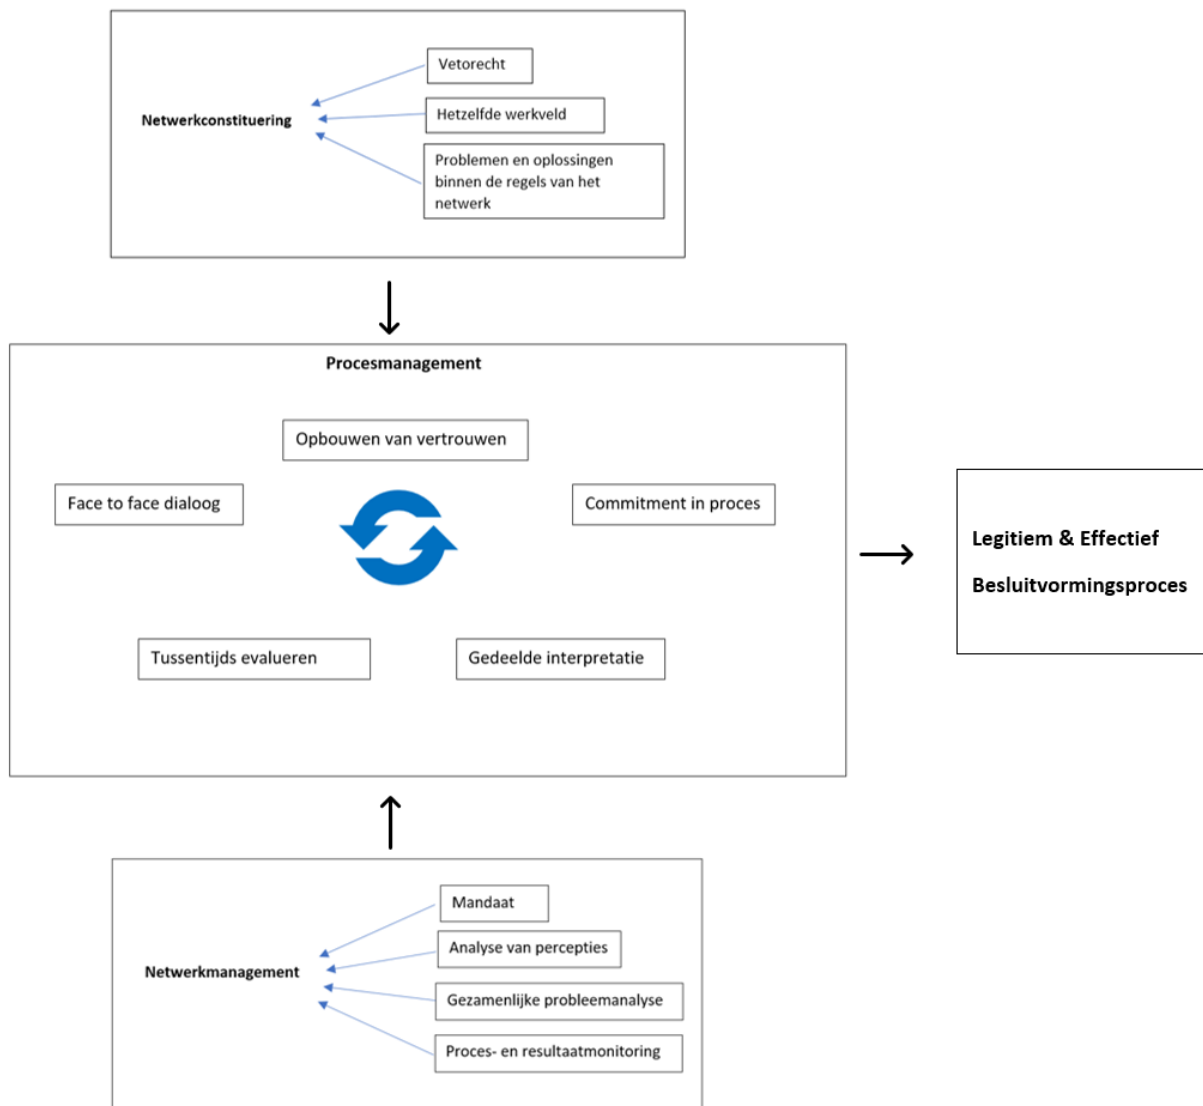 Netwerkconstituering
Vetorecht
Hetzelfde werkveld
Problemen en oplossingen
binnen de regels van het
netwerk
Procesmanagement
Opbouwen van vertrouwen
Face to face dialoog
Commitment in proces
Tussentijds evalueren
Gedeelde interpretatie
Legitiem & Effectief
Besluitvormingsproces
Netwerkmanagement
Mandaat
Analyse van percepties
Gezamenlijke probleemanalyse
Proces- en resultaatmonitoring